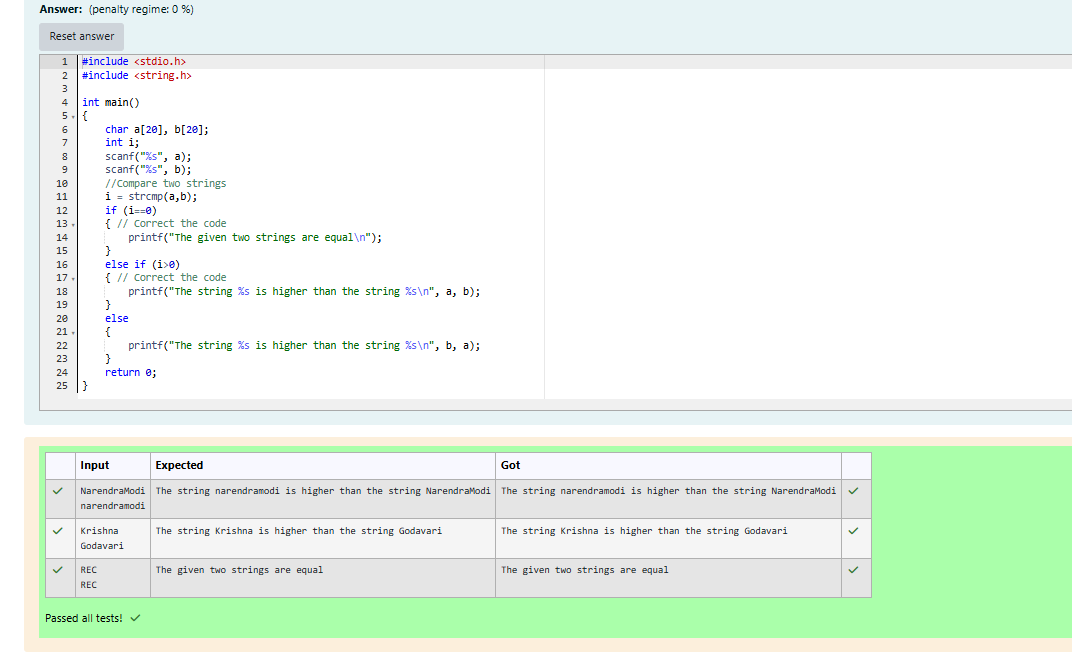 Answer: (penalty regime: 0 %)
Reset answer
1 #include <stdio.h>
2 #include <string.h>
3
4 int main()
5 {
6     char a[20], b[20];
7     int i;
8     scanf("%s", a);
9     scanf("%s", b);
10     //Compare two strings
11     i = strcmp(a,b);
12     if (i==0)
13     { // Correct the code
14         printf("The given two strings are equal\n");
15     }
16     else if (i>0)
17     { // Correct the code
18         printf("The string %s is higher than the string %s\n", a, b);
19     }
20     else
21     {
22         printf("The string %s is higher than the string %s\n", b, a);
23     }
24     return 0;
25 }
Input Expected Got
NarendraModi The string narendramodi is higher than the string NarendraModi The string narendramodi is higher than the string NarendraModi
narendramodi
Krishna The string Krishna is higher than the string Godavari The string Krishna is higher than the string Godavari
Godavari
REC The given two strings are equal The given two strings are equal
REC
Passed all tests!